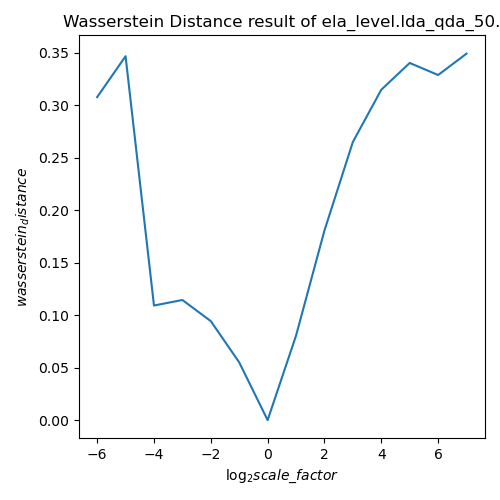 Wasserstein Distance result of ela_level.lda_qda_50.
0.35
0.30
0.25
0.20
0.15
0.10
0.05
0.00
wasserstein_distance
−6 −4 −2 0 2 4 6
log₂scale_factor